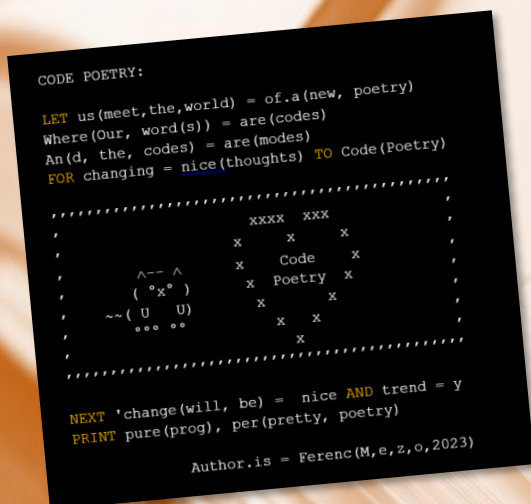 CODE POETRY:
LET us(meet,the,world) = of.a(new, poetry)
Where(Our, word(s)) = are(codes)
An(d, the, codes) = are(modes)
FOR changing = nice(thoughts) TO Code(Poetry)
,,,,,,,,,,,,,,,,,,,,,,,,,,,,,,,,,,,,,,,,,,,,,
, xxxx xxx ,
, x x x ,
, ^-- ^ x Code x ,
, ( °x° ) x Poetry x ,
, ~~( U U) x x ,
, °°° °° x x ,
, x ,
,,,,,,,,,,,,,,,,,,,,,,,,,,,,,,,,,,,,,,,,,,,,,
NEXT 'change(will, be) = nice AND trend = y
PRINT pure(prog), per(pretty, poetry)
Author.is = Ferenc(M,e,z,o,2023)